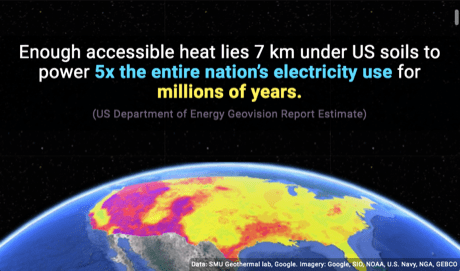 Enough accessible heat lies 7 km under US soils to
power 5x the entire nation's electricity use for
millions of years.
(US Department of Energy Geovision Report Estimate)
Data: SMU Geothermal lab, Google. Imagery: Google, SIO, NOAA, U.S. Navy, NGA, GEBCO